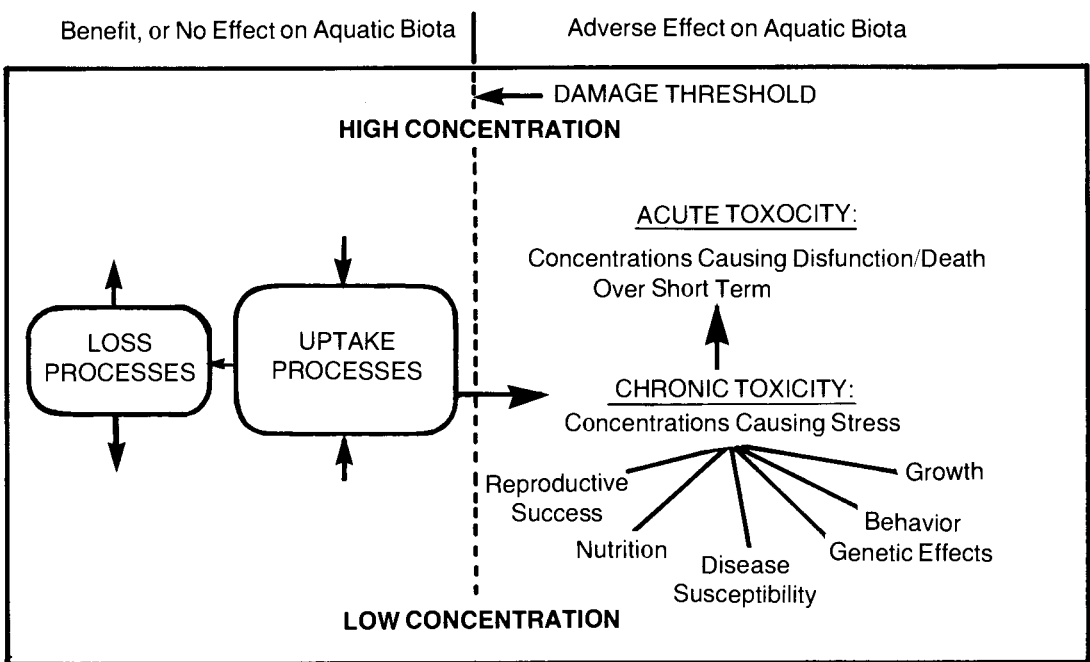 Benefit, or No Effect on Aquatic Biota
Adverse Effect on Aquatic Biota
DAMAGE THRESHOLD
HIGH CONCENTRATION
ACUTE TOXOCITY:
Concentrations Causing Disfunction/Death
Over Short Term
LOSS
PROCESSES
UPTAKE
PROCESSES
CHRONIC TOXICITY:
Concentrations Causing Stress
Reproductive
Success
Nutrition
Disease
Susceptibility
Genetic Effects
Behavior
Growth
LOW CONCENTRATION